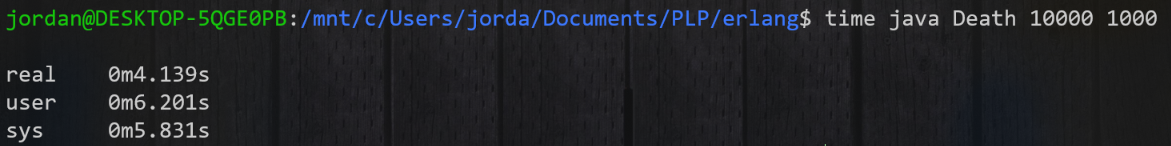 jordan@DESKTOP-5QGE0PB:/mnt/c/Users/jorda/Documents/PLP/erlang$ time java Death 10000 1000
real 0m4.139s
user 0m6.201s
sys 0m5.831s